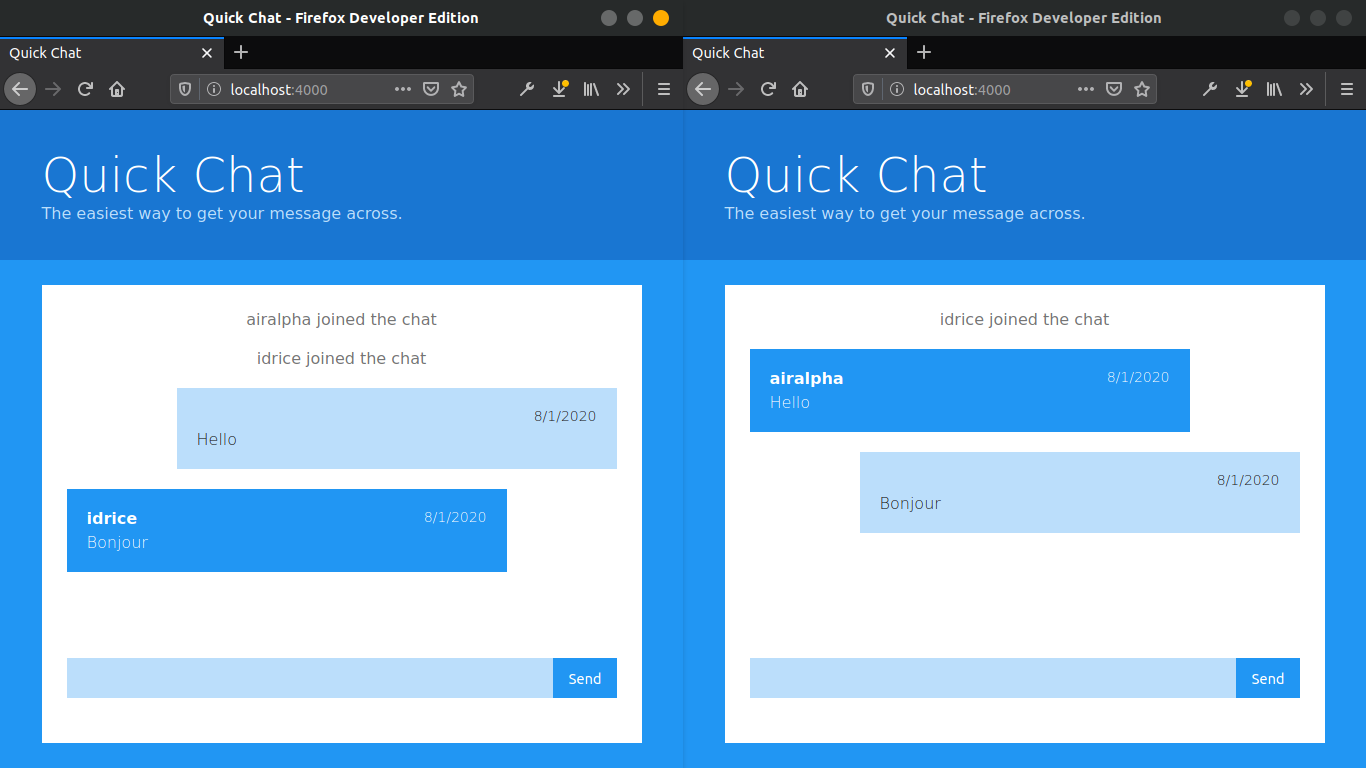 Quick Chat - Firefox Developer Edition
Quick Chat
localhost:4000
Quick Chat
The easiest way to get your message across.
airalpha joined the chat
idrice joined the chat
8/1/2020
Hello
idrice 8/1/2020
Bonjour
Send
Quick Chat - Firefox Developer Edition
Quick Chat
localhost:4000
Quick Chat
The easiest way to get your message across.
idrice joined the chat
airalpha 8/1/2020
Hello
8/1/2020
Bonjour
Send